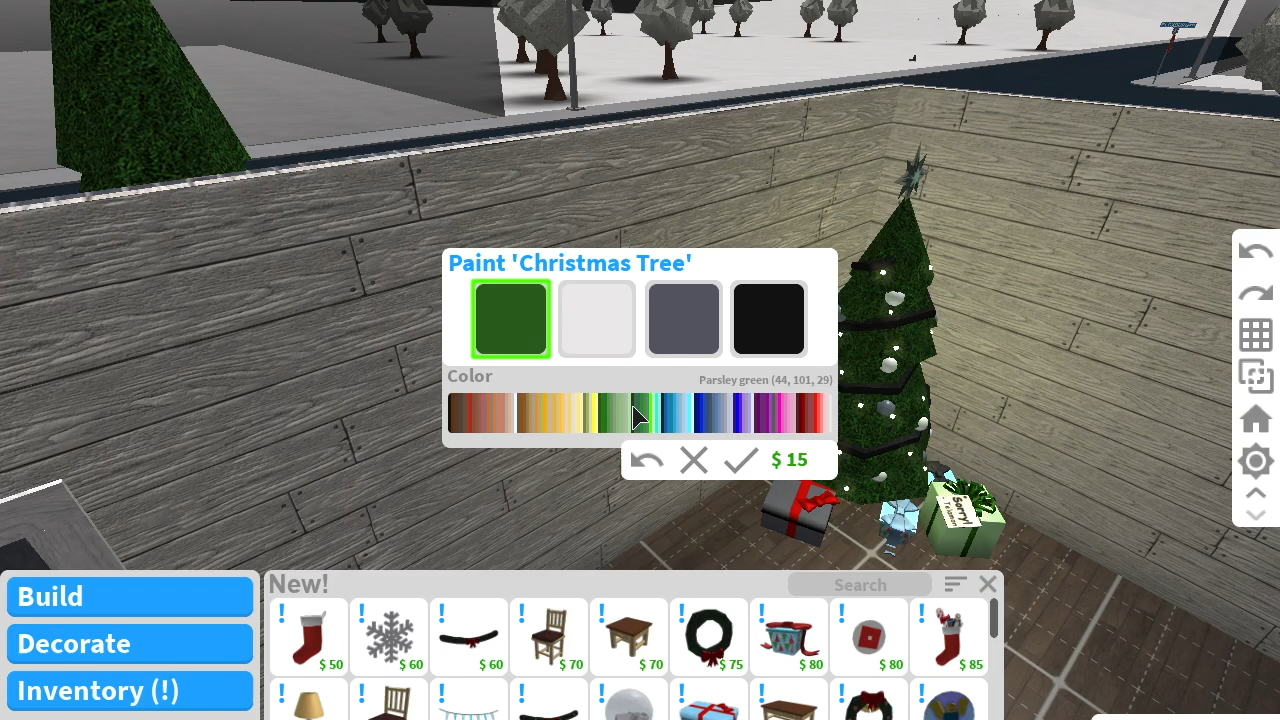 Paint 'Christmas Tree'
Color
Parsley green (44, 101, 29)
$ 15
Sorry!
Build
Decorate
Inventory (!)
New!
Search
! ! ! ! ! ! ! ! !
$ 50 $ 60 $ 60 $ 70 $ 70 $ 75 $ 80 $ 80 $ 85
! ! ! ! ! ! ! ! !